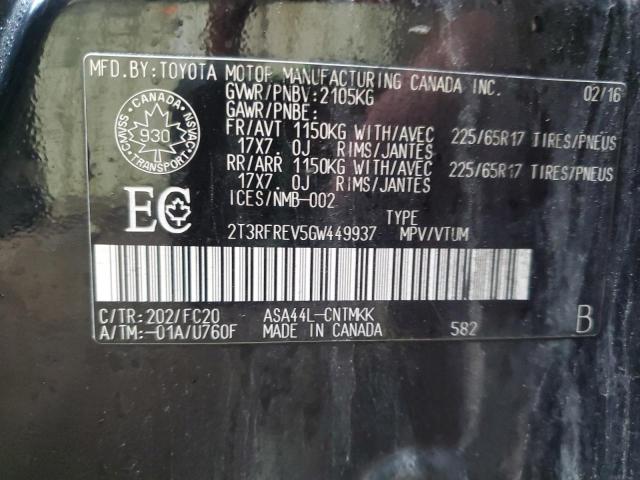 MFD.BY:TOYOTA MOTOR MANUFACTURING CANADA INC. 02/16
GVWR/PNBV:2105KG
GAWR/PNBE:
FR/AVT 1150KG WITH/AVEC 225/65R17 TIRES/PNEUS
17X7.0J RIMS/JANTES
RR/ARR 1150KG WITH/AVEC 225/65R17 TIRES/PNEUS
17X7.0J RIMS/JANTES
ICES/NMB-002
CANADA
CMVSS
NSVAC
930
TRANSPORT
EC
TYPE
2T3RFREV5GW449937 MPV/VTUM
C/TR:202/FC20 ASA44L-CNTMKK
A/TM:-01A/U760F MADE IN CANADA 582 B